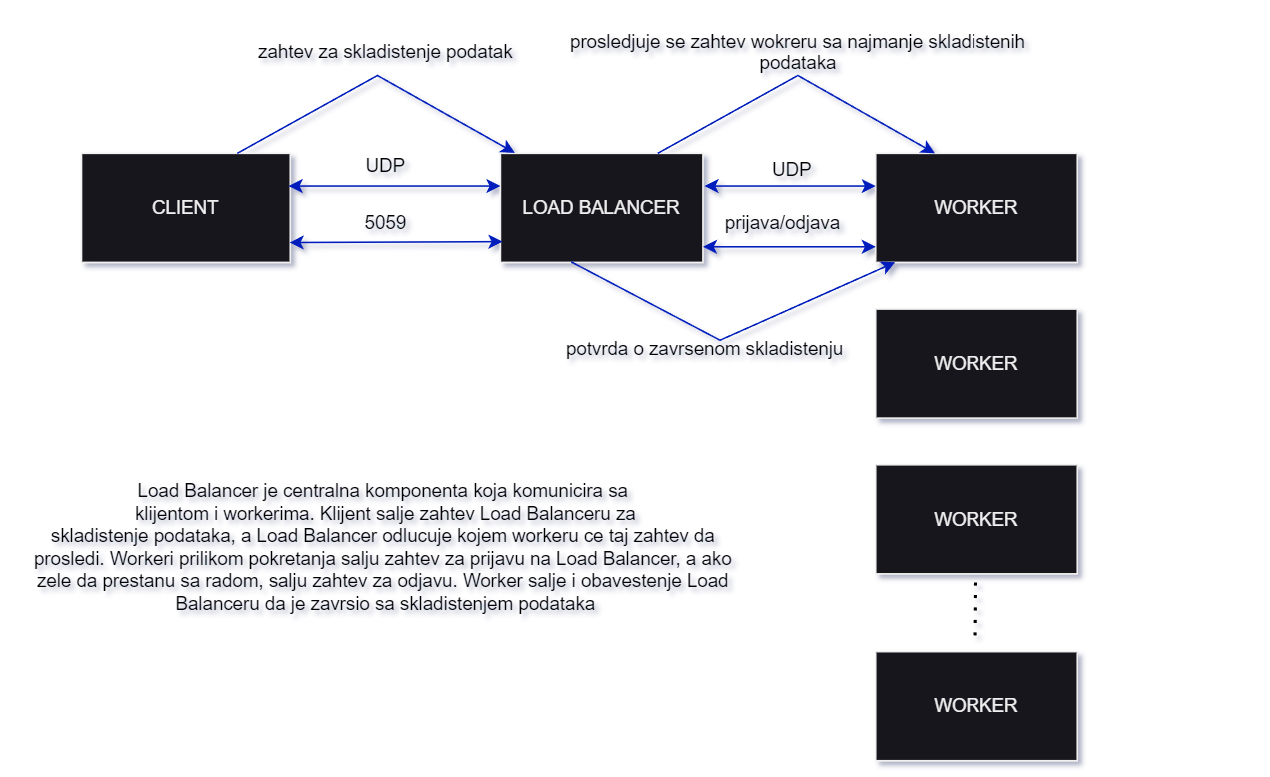 zahtev za skladistenje podatak
prosledjuje se zahtev wokreru sa najmanje skladistenih
podataka
CLIENT
UDP
5059
LOAD BALANCER
UDP
prijava/odjava
WORKER
potvrda o zavrsenom skladistenju
WORKER
Load Balancer je centralna komponenta koja komunicira sa
klijentom i workerima. Klijent salje zahtev Load Balanceru za
skladistenje podataka, a Load Balancer odlucuje kojem workeru ce taj zahtev da
prosledi. Workeri prilikom pokretanja salju zahtev za prijavu na Load Balancer, a ako
zele da prestanu sa radom, salju zahtev za odjavu. Worker salje i obavestenje Load
Balanceru da je zavrsio sa skladistenjem podataka
WORKER
WORKER